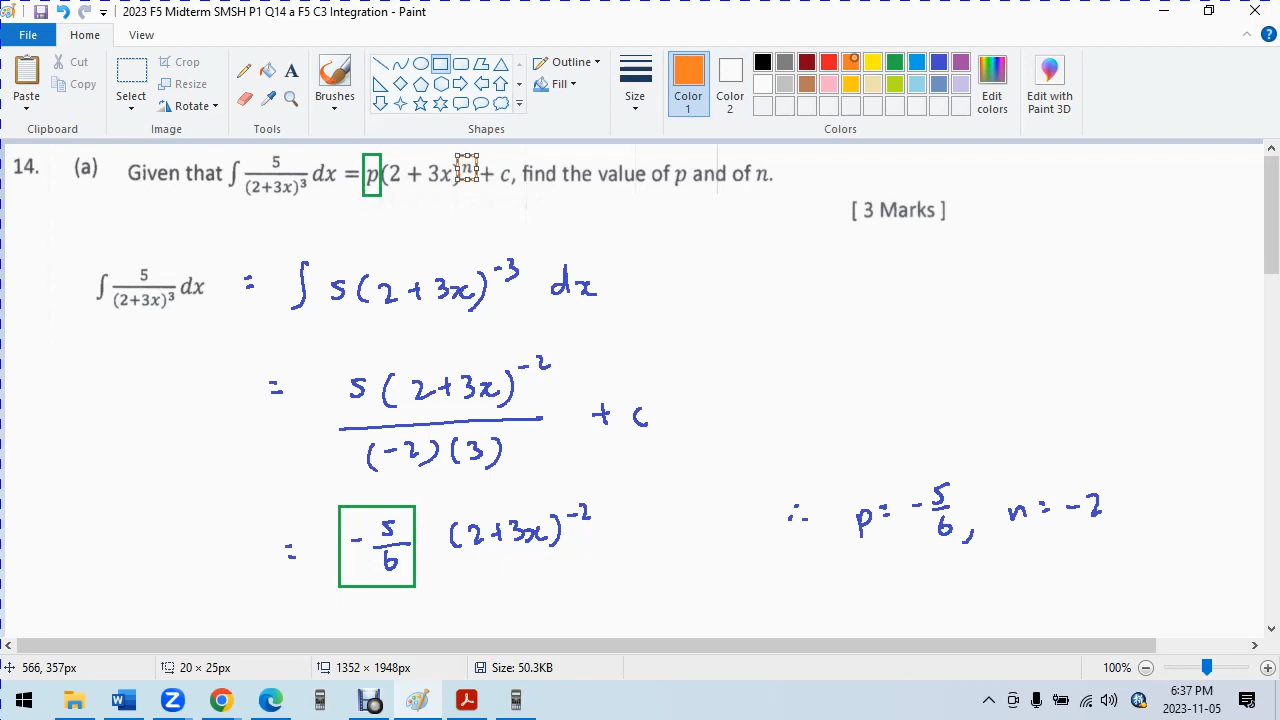 2023 F5 Midterm SMSH P1 Q14 a F5 C3 Integration - Paint
File Home View
Paste Cut Copy Clipboard
Select Crop Resize Rotate Image
Tools
Brushes
Shapes Outline Fill
Size
Color 1 Color 2 Edit colors Colors
Edit with Paint 3D
14. (a) Given that ∫ 5/(2+3x)³ dx = p(2 + 3x)ⁿ + c, find the value of p and of n.
[ 3 Marks ]
∫ 5/(2+3x)³ dx = ∫ 5(2+3x)⁻³ dx
= 5(2+3x)⁻² / (-2)(3) + c
= -5/6 (2+3x)⁻² ∴ p = -5/6, n = -2
566, 357px 20 × 25px 1352 × 1948px Size: 50.3KB 100%
6:37 PM
2023-11-05